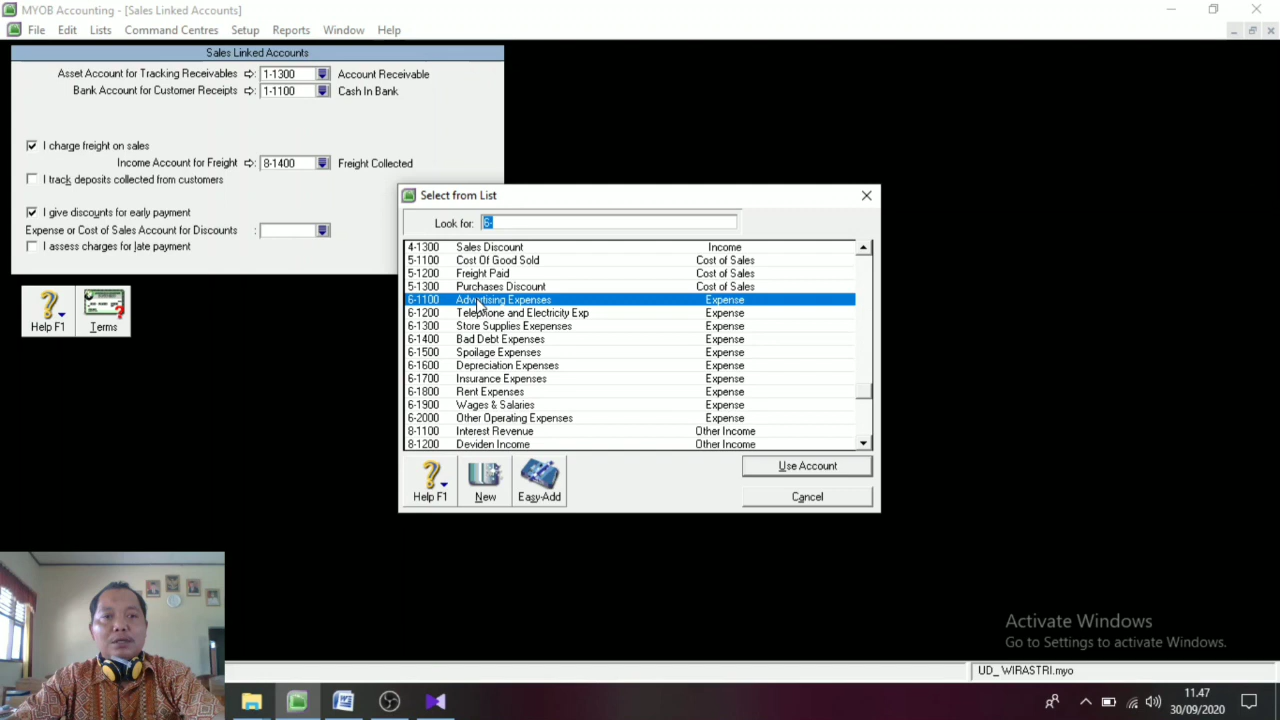 MYOB Accounting - [Sales Linked Accounts]
File Edit Lists Command Centres Setup Reports Window Help
Sales Linked Accounts
Asset Account for Tracking Receivables 1-1300 Account Receivable
Bank Account for Customer Receipts 1-1100 Cash In Bank
I charge freight on sales
Income Account for Freight 8-1400 Freight Collected
I track deposits collected from customers
I give discounts for early payment
Expense or Cost of Sales Account for Discounts :
I assess charges for late payment
Help F1 Terms
Select from List
Look for: 6-
4-1300 Sales Discount Income
5-1100 Cost Of Good Sold Cost of Sales
5-1200 Freight Paid Cost of Sales
5-1300 Purchases Discount Cost of Sales
6-1100 Advertising Expenses Expense
6-1200 Telephone and Electricity Exp Expense
6-1300 Store Supplies Exepenses Expense
6-1400 Bad Debt Expenses Expense
6-1500 Spoilage Expenses Expense
6-1600 Depreciation Expenses Expense
6-1700 Insurance Expenses Expense
6-1800 Rent Expenses Expense
6-1900 Wages & Salaries Expense
6-2000 Other Operating Expenses Expense
8-1100 Interest Revenue Other Income
8-1200 Deviden Income Other Income
Use Account
Help F1 New Easy-Add
Cancel
Activate Windows
Go to Settings to activate Windows.
UD_ WIRASTRI.myo
11.47
30/09/2020